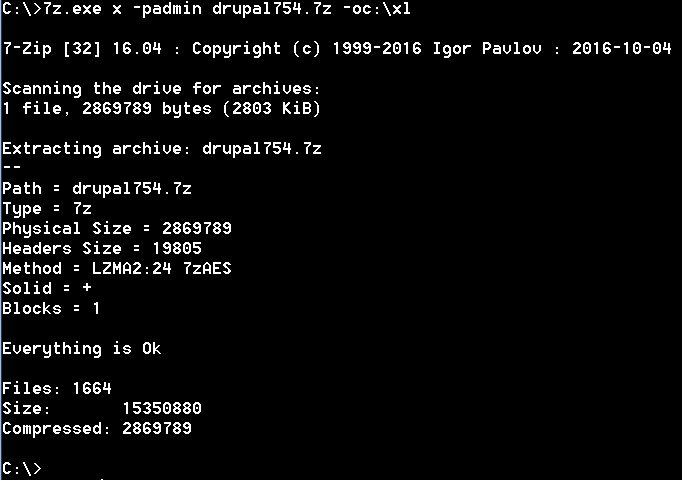 C:\>7z.exe x -padmin drupal754.7z -oc:\xl
7-Zip [32] 16.04 : Copyright (c) 1999-2016 Igor Pavlov : 2016-10-04
Scanning the drive for archives:
1 file, 2869789 bytes (2803 KiB)
Extracting archive: drupal754.7z
--
Path = drupal754.7z
Type = 7z
Physical Size = 2869789
Headers Size = 19805
Method = LZMA2:24 7zAES
Solid = +
Blocks = 1
Everything is Ok
Files: 1664
Size:       15350880
Compressed: 2869789
C:\>